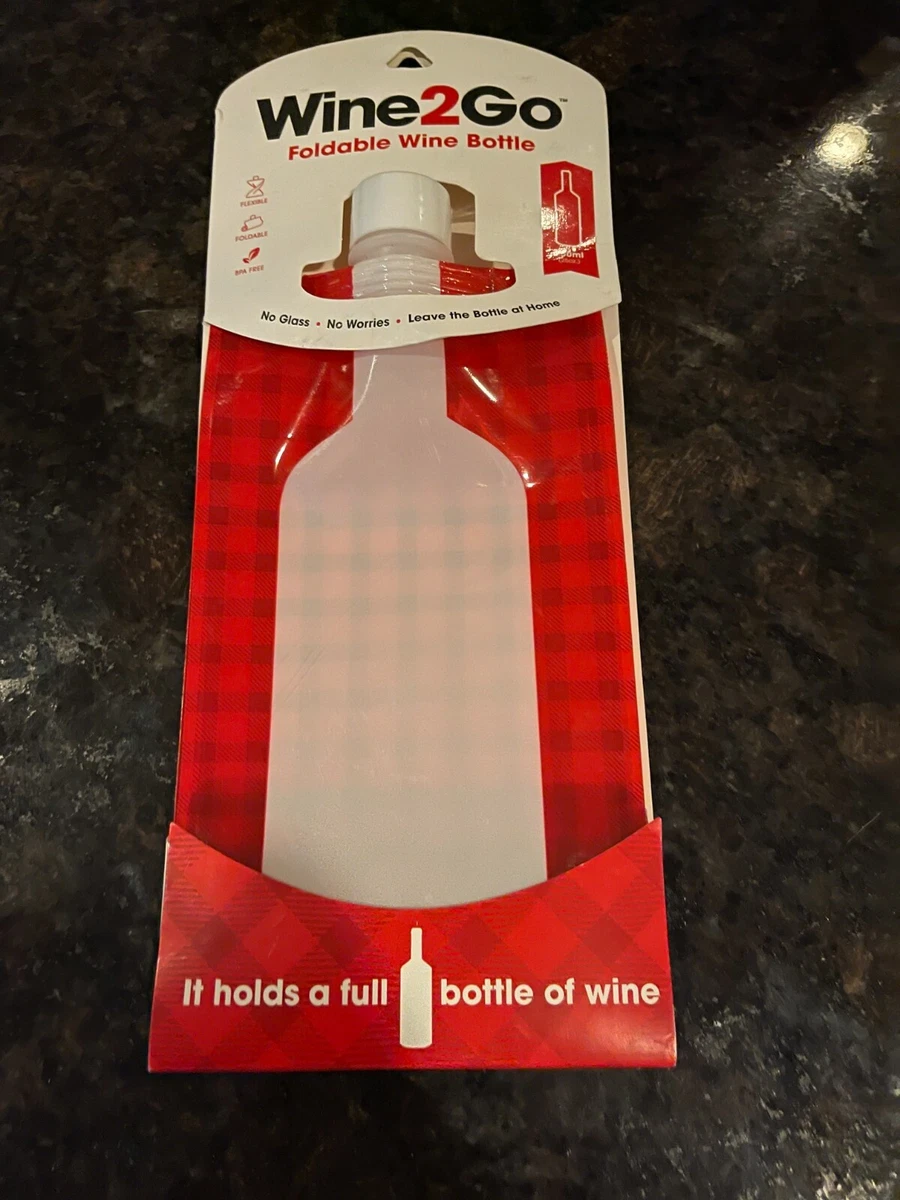 Wine2Go™
Foldable Wine Bottle
FLEXIBLE
FOLDABLE
BPA FREE
No Glass • No Worries • Leave the Bottle at Home
It holds a full bottle of wine